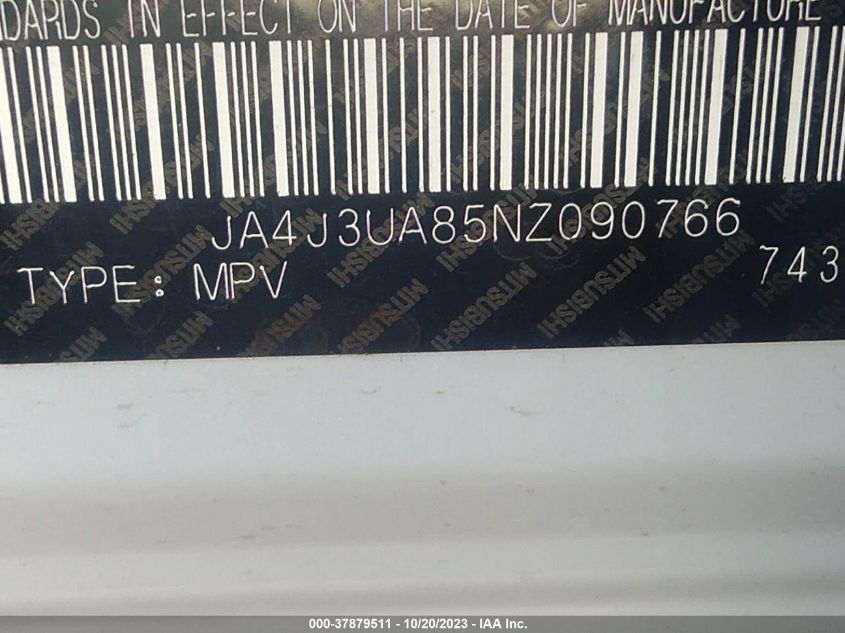 DARDS IN EFFECT ON THE DATE OF MANUFACTURE
JA4J3UA85NZ090766
TYPE: MPV 743
MITSUBISHI
000-37879511 - 10/20/2023 - IAA Inc.